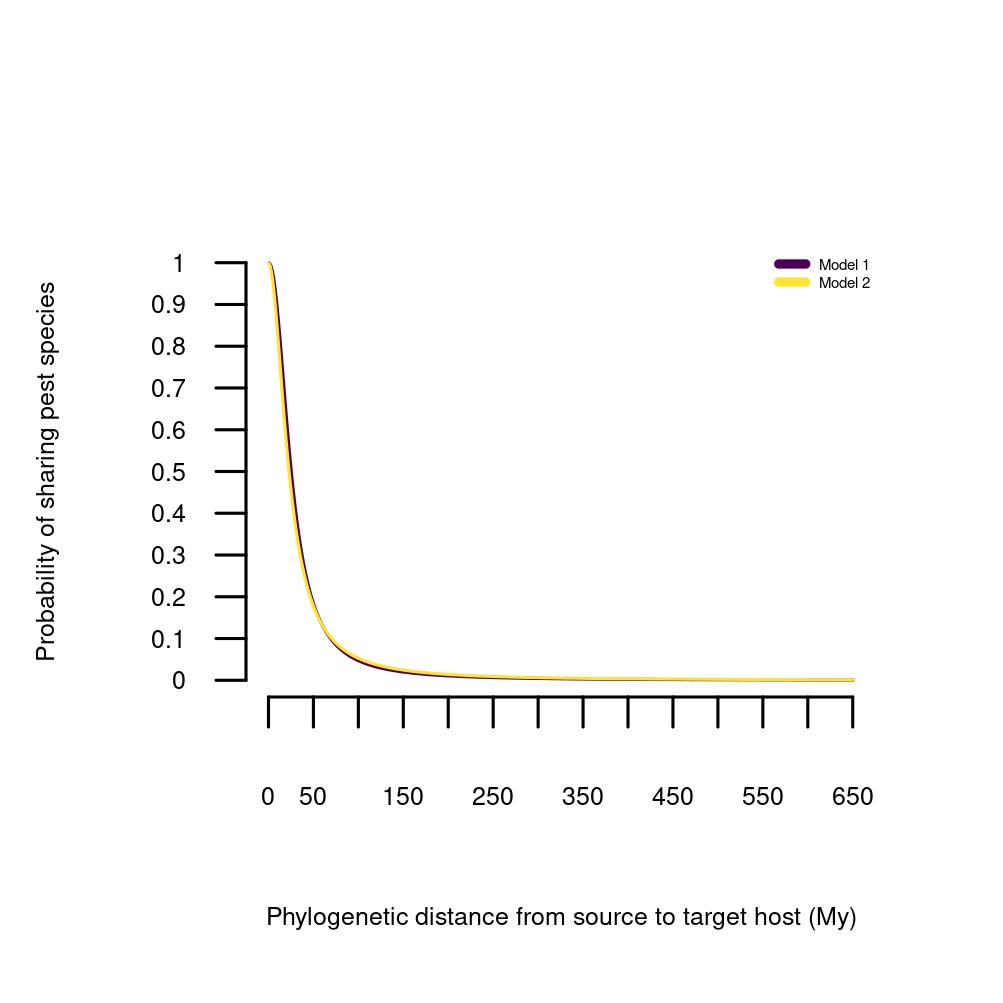 Model 1
Model 2
Probability of sharing pest species
1
0.9
0.8
0.7
0.6
0.5
0.4
0.3
0.2
0.1
0
0 50 150 250 350 450 550 650
Phylogenetic distance from source to target host (My)